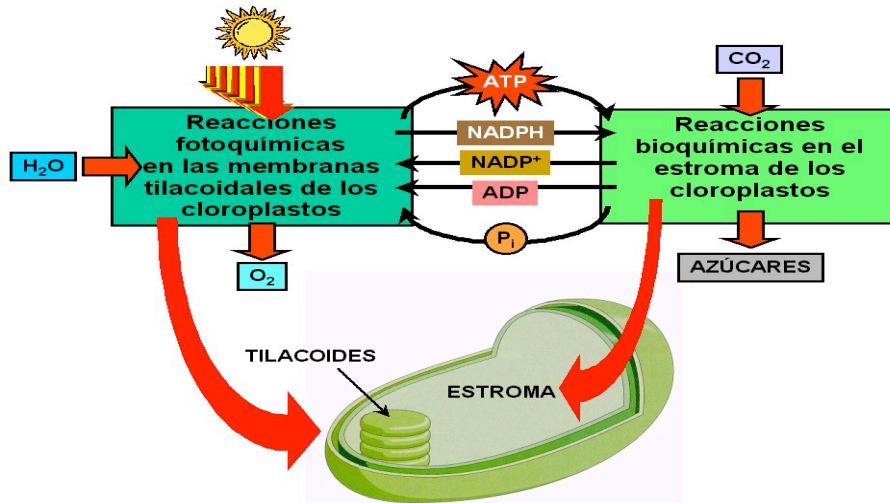 ATP
CO₂
Reacciones
fotoquímicas
en las membranas
tilacoidales de los
cloroplastos
NADPH
NADP⁺
ADP
Pᵢ
Reacciones
bioquímicas en el
estroma de los
cloroplastos
H₂O
O₂
AZÚCARES
TILACOIDES
ESTROMA